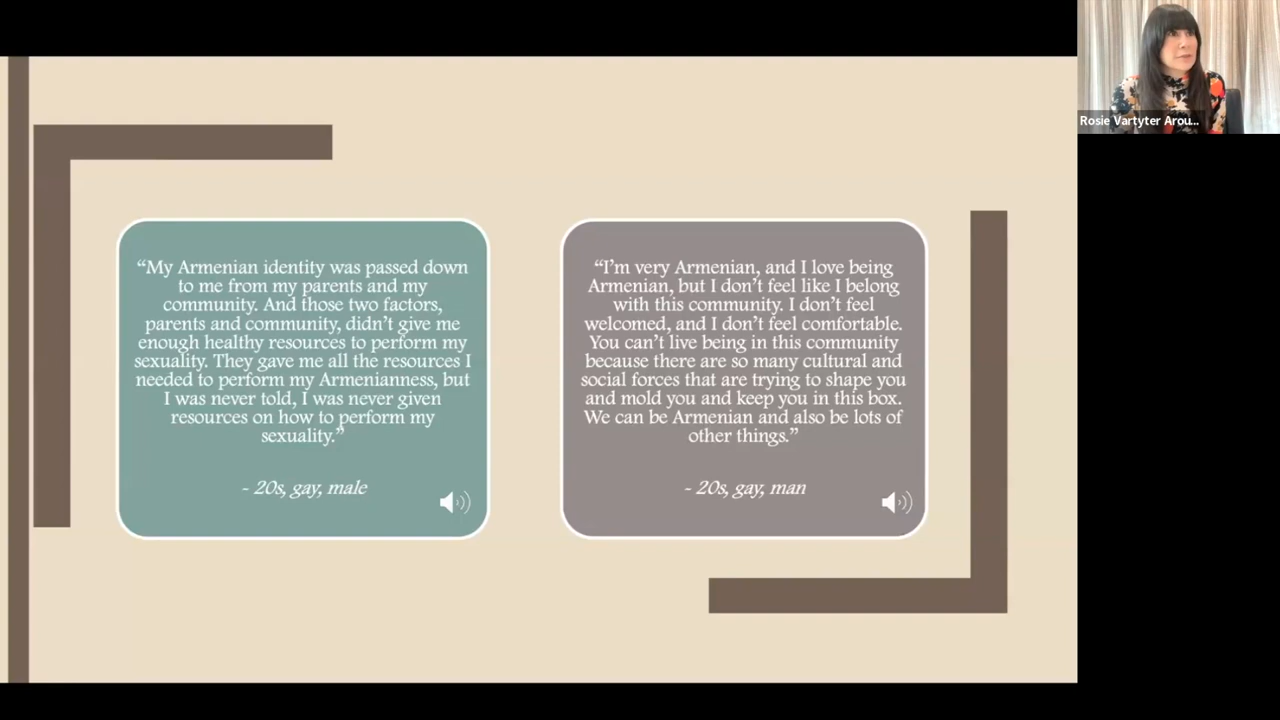 Rosie Vartyter Arou...
“My Armenian identity was passed down
to me from my parents and my
community. And those two factors,
parents and community, didn’t give me
enough healthy resources to perform my
sexuality. They gave me all the resources I
needed to perform my Armenianness, but
I was never told, I was never given
resources on how to perform my
sexuality.”
- 20s, gay, male
“I’m very Armenian, and I love being
Armenian, but I don’t feel like I belong
with this community. I don’t feel
welcomed, and I don’t feel comfortable.
You can’t live being in this community
because there are so many cultural and
social forces that are trying to shape you
and mold you and keep you in this box.
We can be Armenian and also be lots of
other things.”
- 20s, gay, man